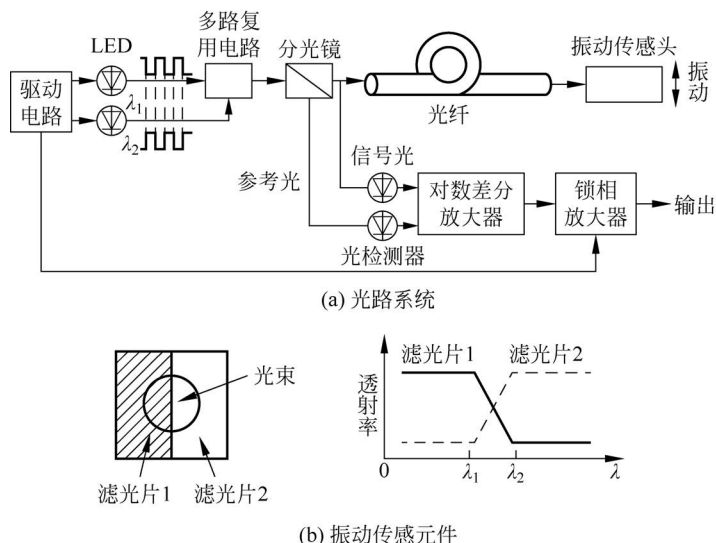 LED
多路复
用电路
分光镜
振动传感头
驱动
电路
λ1
λ2
光纤
振动
参考光
信号光
对数差分
放大器
锁相
放大器
输出
光检测器
(a) 光路系统
光束
滤光片1
滤光片2
透射率
滤光片1
滤光片2
0
λ1
λ2
λ
(b) 振动传感元件